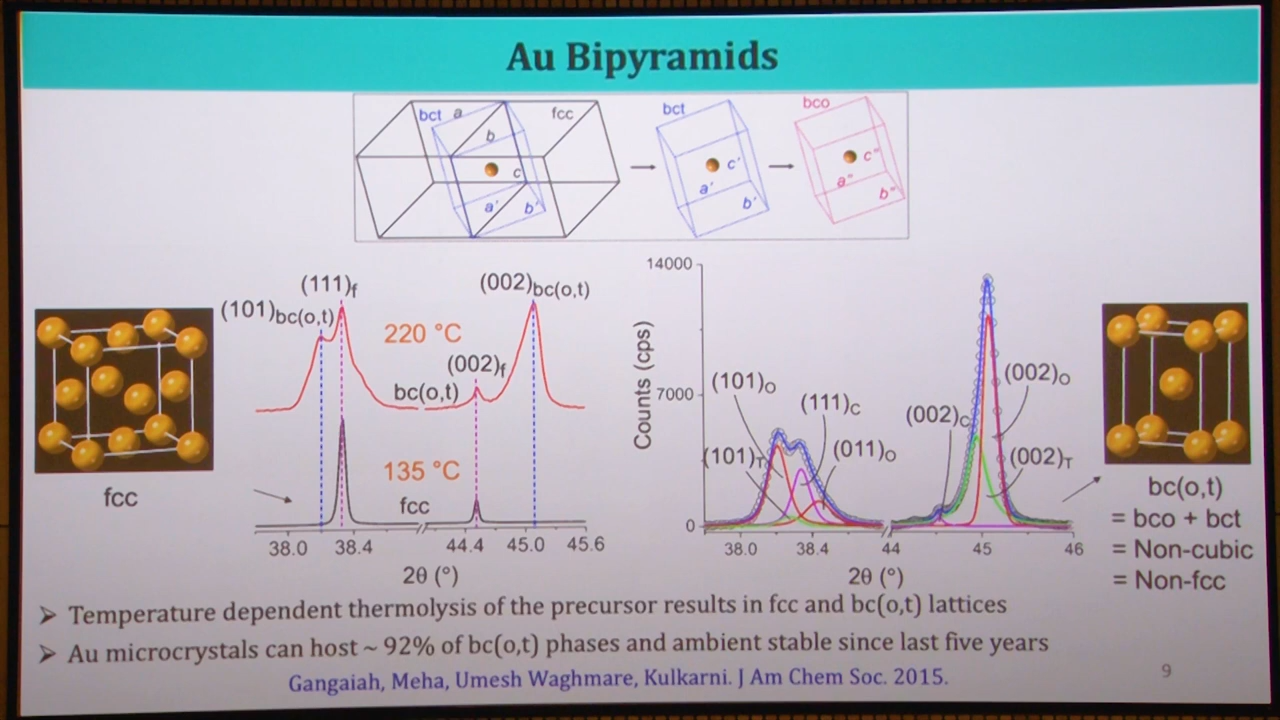 Au Bipyramids
bct a b c fcc a' b'
bct c' a' b'
bco c" a" b"
(111)f
(101)bc(o,t)
(002)bc(o,t)
220 °C
(002)f
bc(o,t)
135 °C
fcc
38.0 38.4 44.4 45.0 45.6
2θ (°)
fcc
14000
7000
0
Counts (cps)
(101)O
(111)C
(002)O
(002)C
(101)T
(011)O
(002)T
38.0 38.4 44 45 46
2θ (°)
bc(o,t)
= bco + bct
= Non-cubic
= Non-fcc
➢ Temperature dependent thermolysis of the precursor results in fcc and bc(o,t) lattices
➢ Au microcrystals can host ~ 92% of bc(o,t) phases and ambient stable since last five years
Gangaiah, Meha, Umesh Waghmare, Kulkarni. J Am Chem Soc. 2015.
9